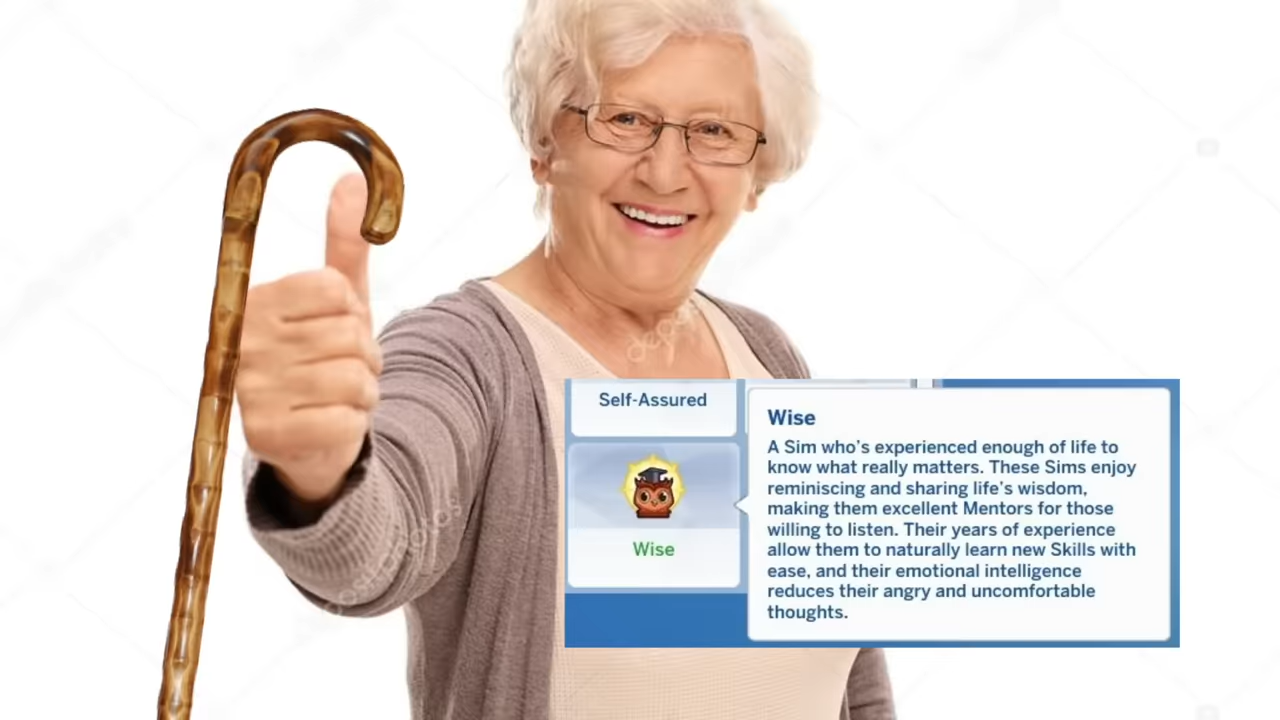 Self-Assured
Wise
Wise
A Sim who's experienced enough of life to
know what really matters. These Sims enjoy
reminiscing and sharing life's wisdom,
making them excellent Mentors for those
willing to listen. Their years of experience
allow them to naturally learn new Skills with
ease, and their emotional intelligence
reduces their angry and uncomfortable
thoughts.